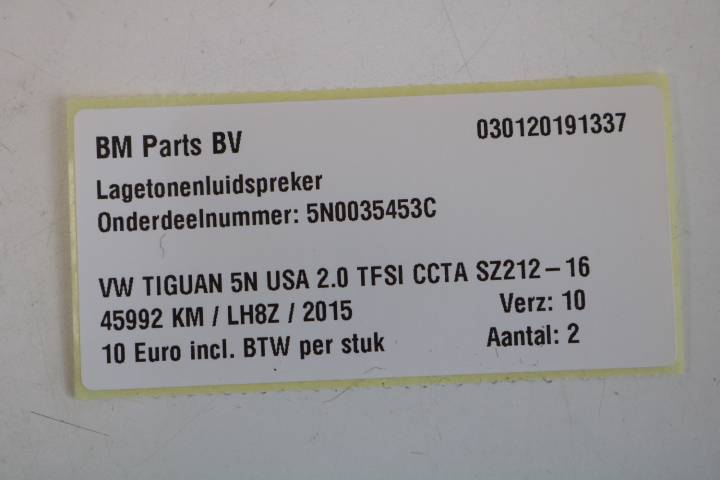 BM Parts BV 030120191337
Lagetonenluidspreker
Onderdeelnummer: 5N0035453C
VW TIGUAN 5N USA 2.0 TFSI CCTA SZ212-16
45992 KM / LH8Z / 2015 Verz: 10
10 Euro incl. BTW per stuk Aantal: 2